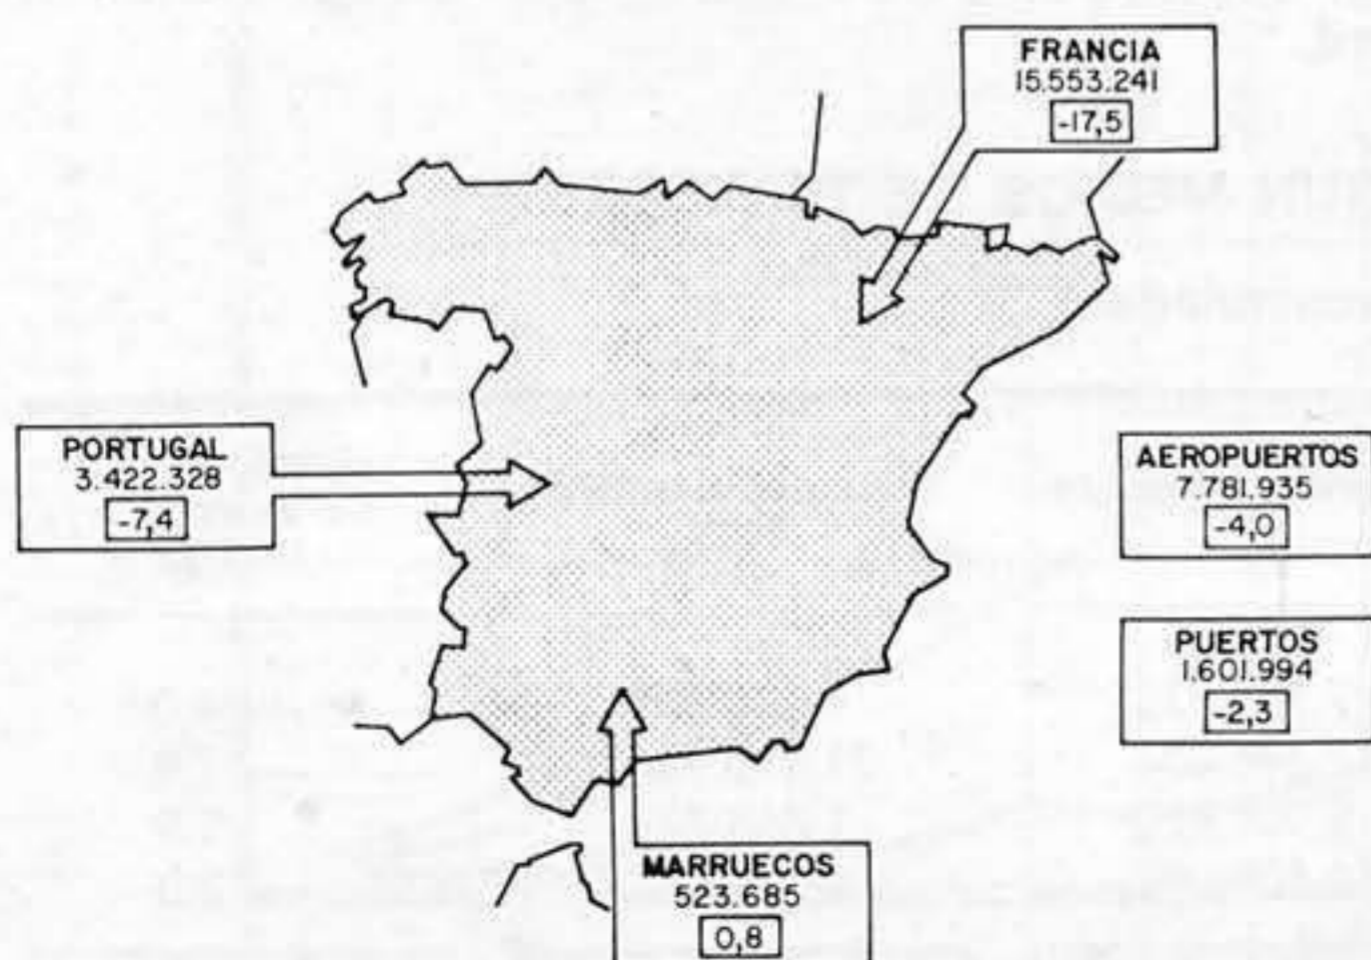 FRANCIA
15.553.241
-17,5
PORTUGAL
3.422.328
-7,4
AEROPUERTOS
7.781.935
-4,0
PUERTOS
1.601.994
-2,3
MARRUECOS
523.685
0,8